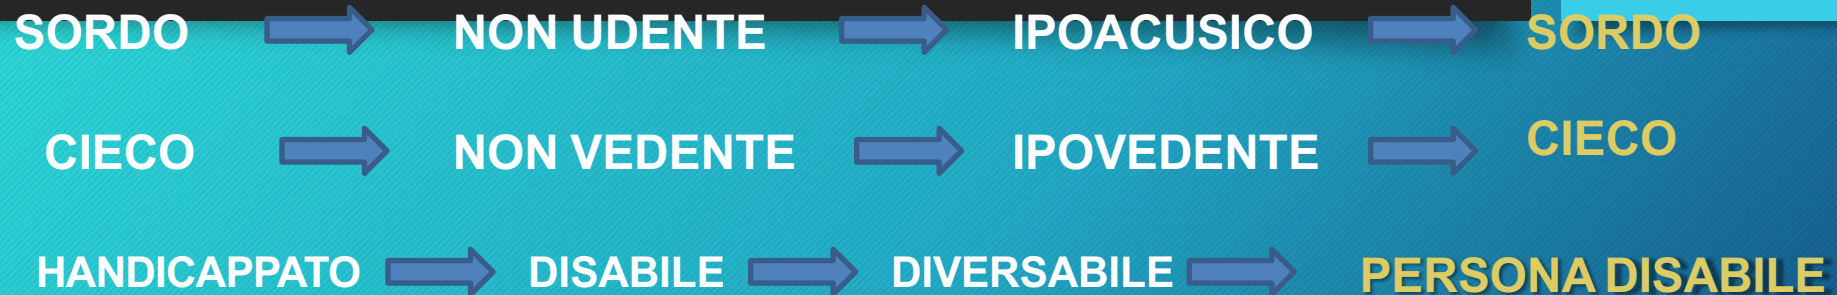 SORDO NON UDENTE IPOACUSICO SORDO
CIECO NON VEDENTE IPOVEDENTE CIECO
HANDICAPPATO DISABILE DIVERSABILE PERSONA DISABILE